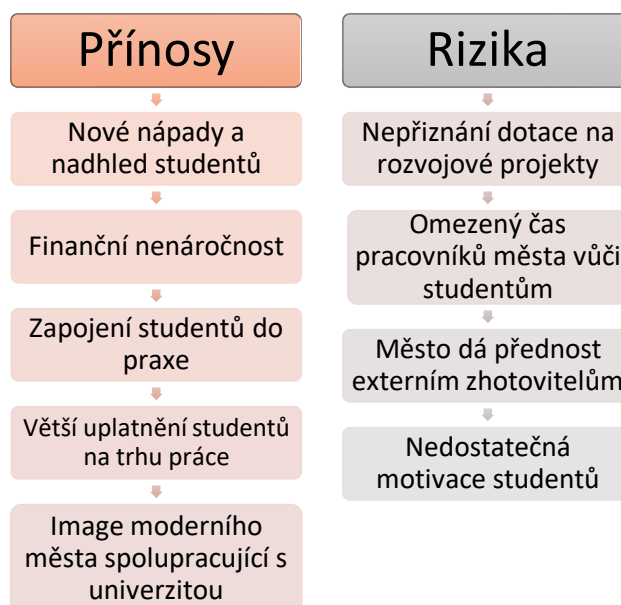 Přínosy
Nové nápady a
nadhled studentů
Finanční nenáročnost
Zapojení studentů do
praxe
Větší uplatnění studentů
na trhu práce
Image moderního
města spolupracující s
univerzitou
Rizika
Nepřiznání dotace na
rozvojové projekty
Omezený čas
pracovníků města vůči
studentům
Město dá přednost
externím zhotovitelům
Nedostatečná
motivace studentů